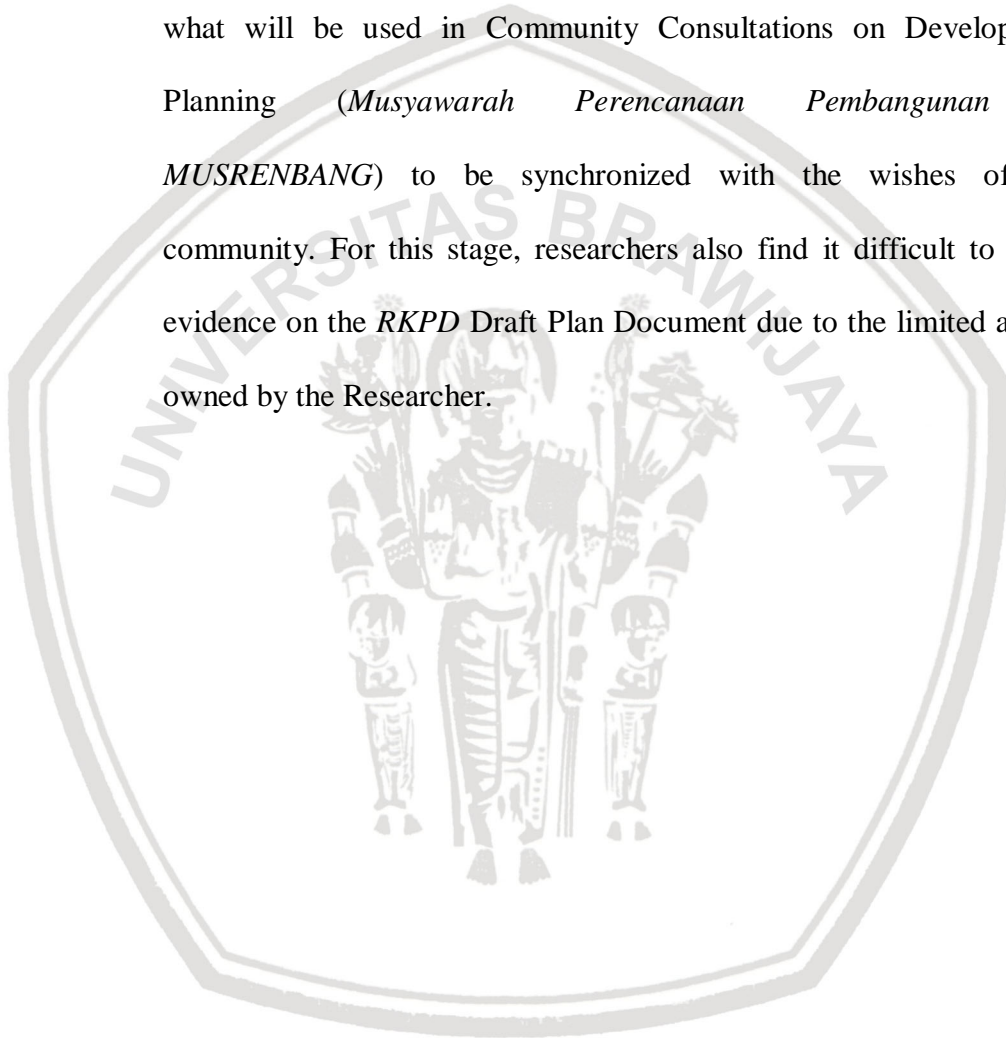 what will be used in Community Consultations on Develop
Planning (Musyawarah Perencanaan Pembangunan
MUSRENBANG) to be synchronized with the wishes of
community. For this stage, researchers also find it difficult to
evidence on the RKPD Draft Plan Document due to the limited a
owned by the Researcher.
UNIVERSITAS BRAWIJAYA